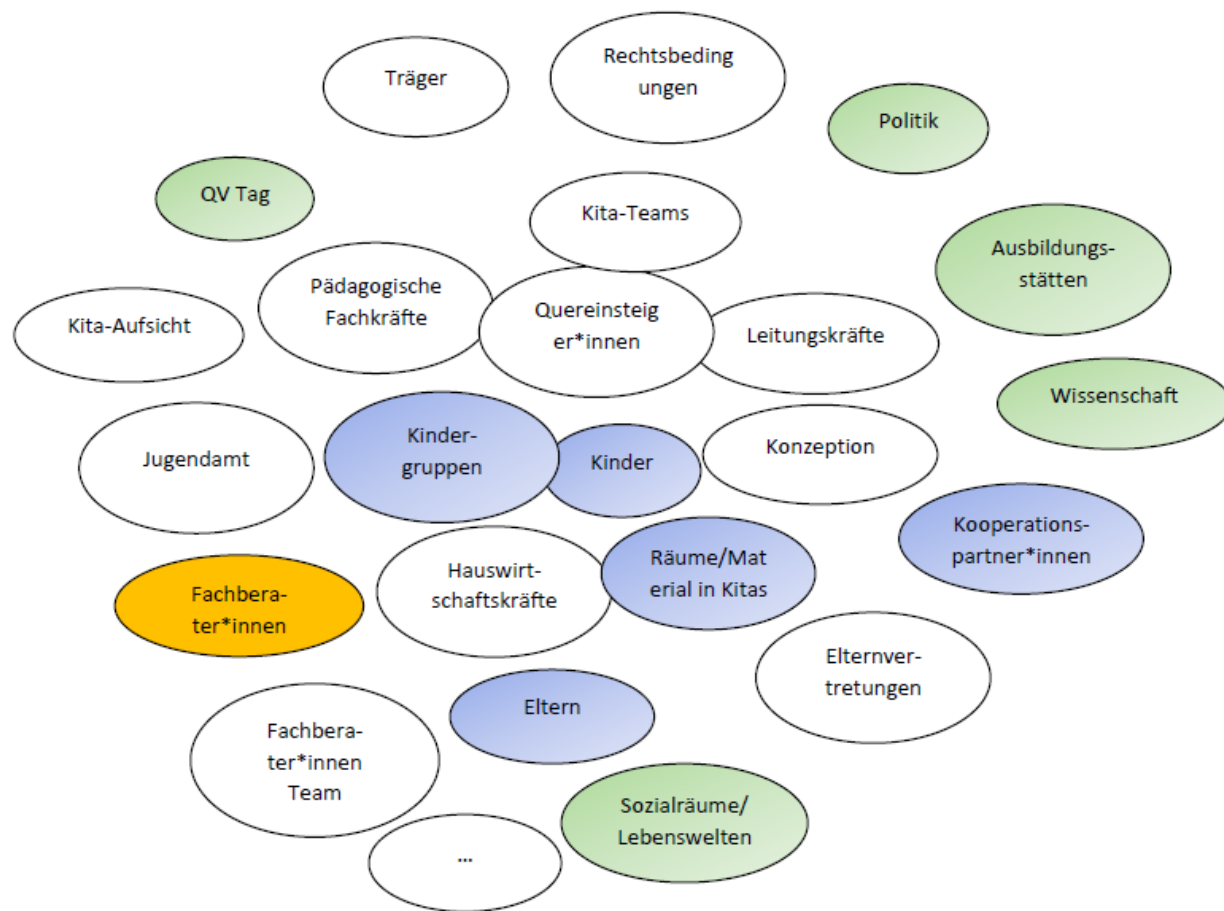 Träger
Rechtsbeding
ungen
Politik
QV Tag
Kita-Teams
Ausbildungs-
stätten
Pädagogische
Fachkräfte
Quereinsteig
er*innen
Kita-Aufsicht
Leitungskräfte
Wissenschaft
Jugendamt
Kinder-
gruppen
Kinder
Konzeption
Kooperations-
partner*innen
Fachbera-
ter*innen
Hauswirt-
schaftskräfte
Räume/Mat
erial in Kitas
Elternver-
tretungen
Eltern
Fachbera-
ter*innen
Team
Sozialräume/
Lebenswelten
...